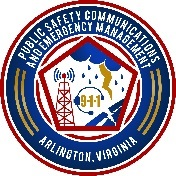 PUBLIC SAFETY COMMUNICATIONS
AND EMERGENCY MANAGEMENT
9-1-1
ARLINGTON, VIRGINIA